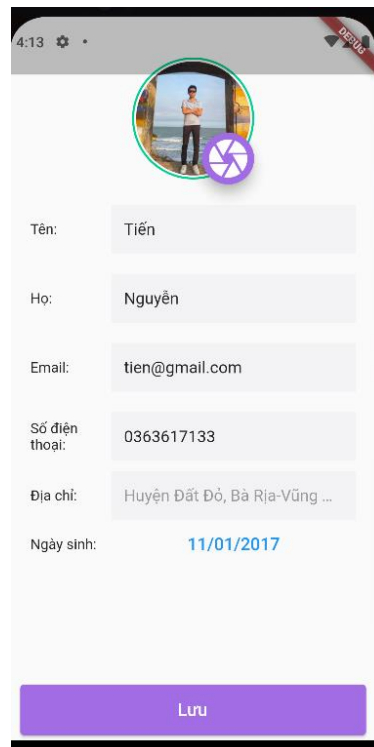 4:13
DEBUG
Tên:
Tiến
Họ:
Nguyễn
Email:
tien@gmail.com
Số điện
thoại:
0363617133
Địa chỉ:
Huyện Đất Đỏ, Bà Rịa-Vũng ...
Ngày sinh:
11/01/2017
Lưu